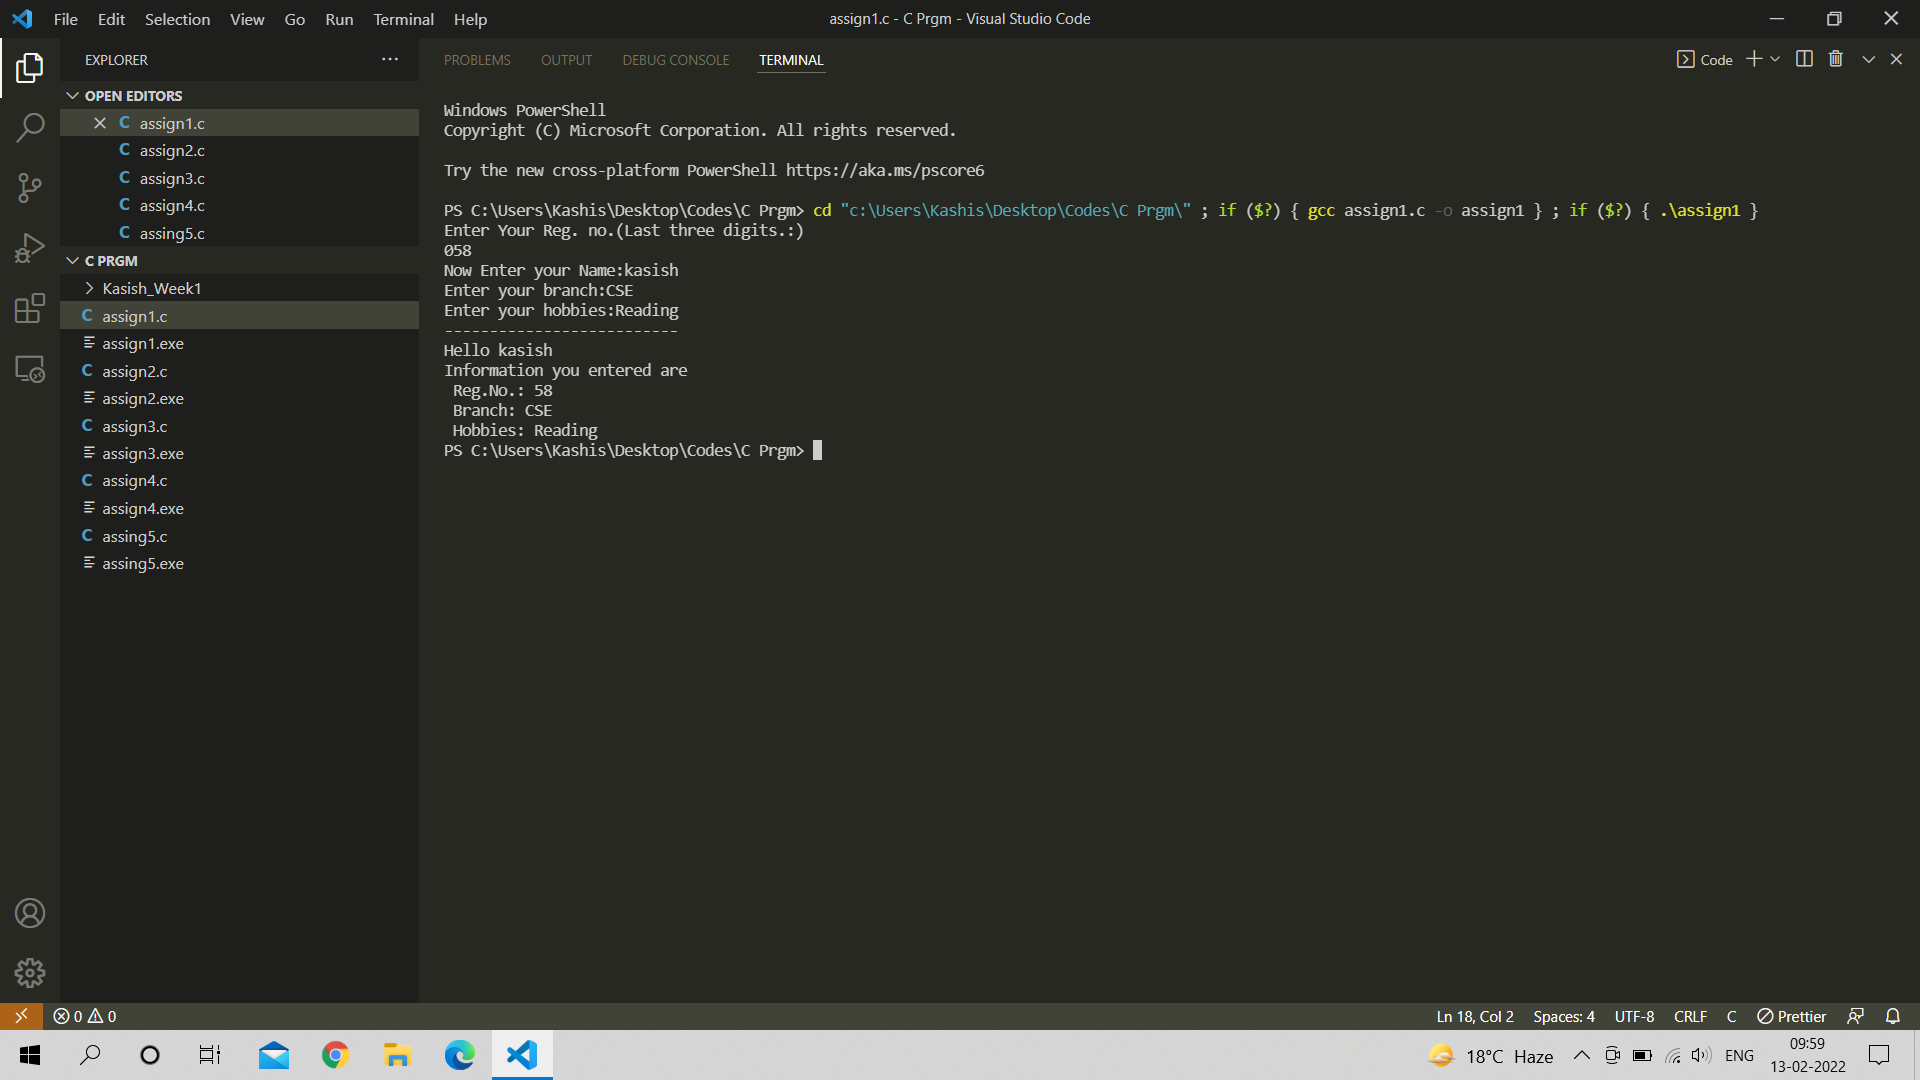 File Edit Selection View Go Run Terminal Help
assign1.c - C Prgm - Visual Studio Code
EXPLORER
OPEN EDITORS
C assign1.c
C assign2.c
C assign3.c
C assign4.c
C assing5.c
C PRGM
Kasish_Week1
C assign1.c
assign1.exe
C assign2.c
assign2.exe
C assign3.c
assign3.exe
C assign4.c
assign4.exe
C assing5.c
assing5.exe
PROBLEMS OUTPUT DEBUG CONSOLE TERMINAL
Code
Windows PowerShell
Copyright (C) Microsoft Corporation. All rights reserved.
Try the new cross-platform PowerShell https://aka.ms/pscore6
PS C:\Users\Kashis\Desktop\Codes\C Prgm> cd "c:\Users\Kashis\Desktop\Codes\C Prgm\" ; if ($?) { gcc assign1.c -o assign1 } ; if ($?) { .\assign1 }
Enter Your Reg. no.(Last three digits.:)
058
Now Enter your Name:kasish
Enter your branch:CSE
Enter your hobbies:Reading
--------------------------
Hello kasish
Information you entered are
Reg.No.: 58
Branch: CSE
Hobbies: Reading
PS C:\Users\Kashis\Desktop\Codes\C Prgm>
0 0
Ln 18, Col 2 Spaces: 4 UTF-8 CRLF C Prettier
18°C Haze ENG
09:59
13-02-2022